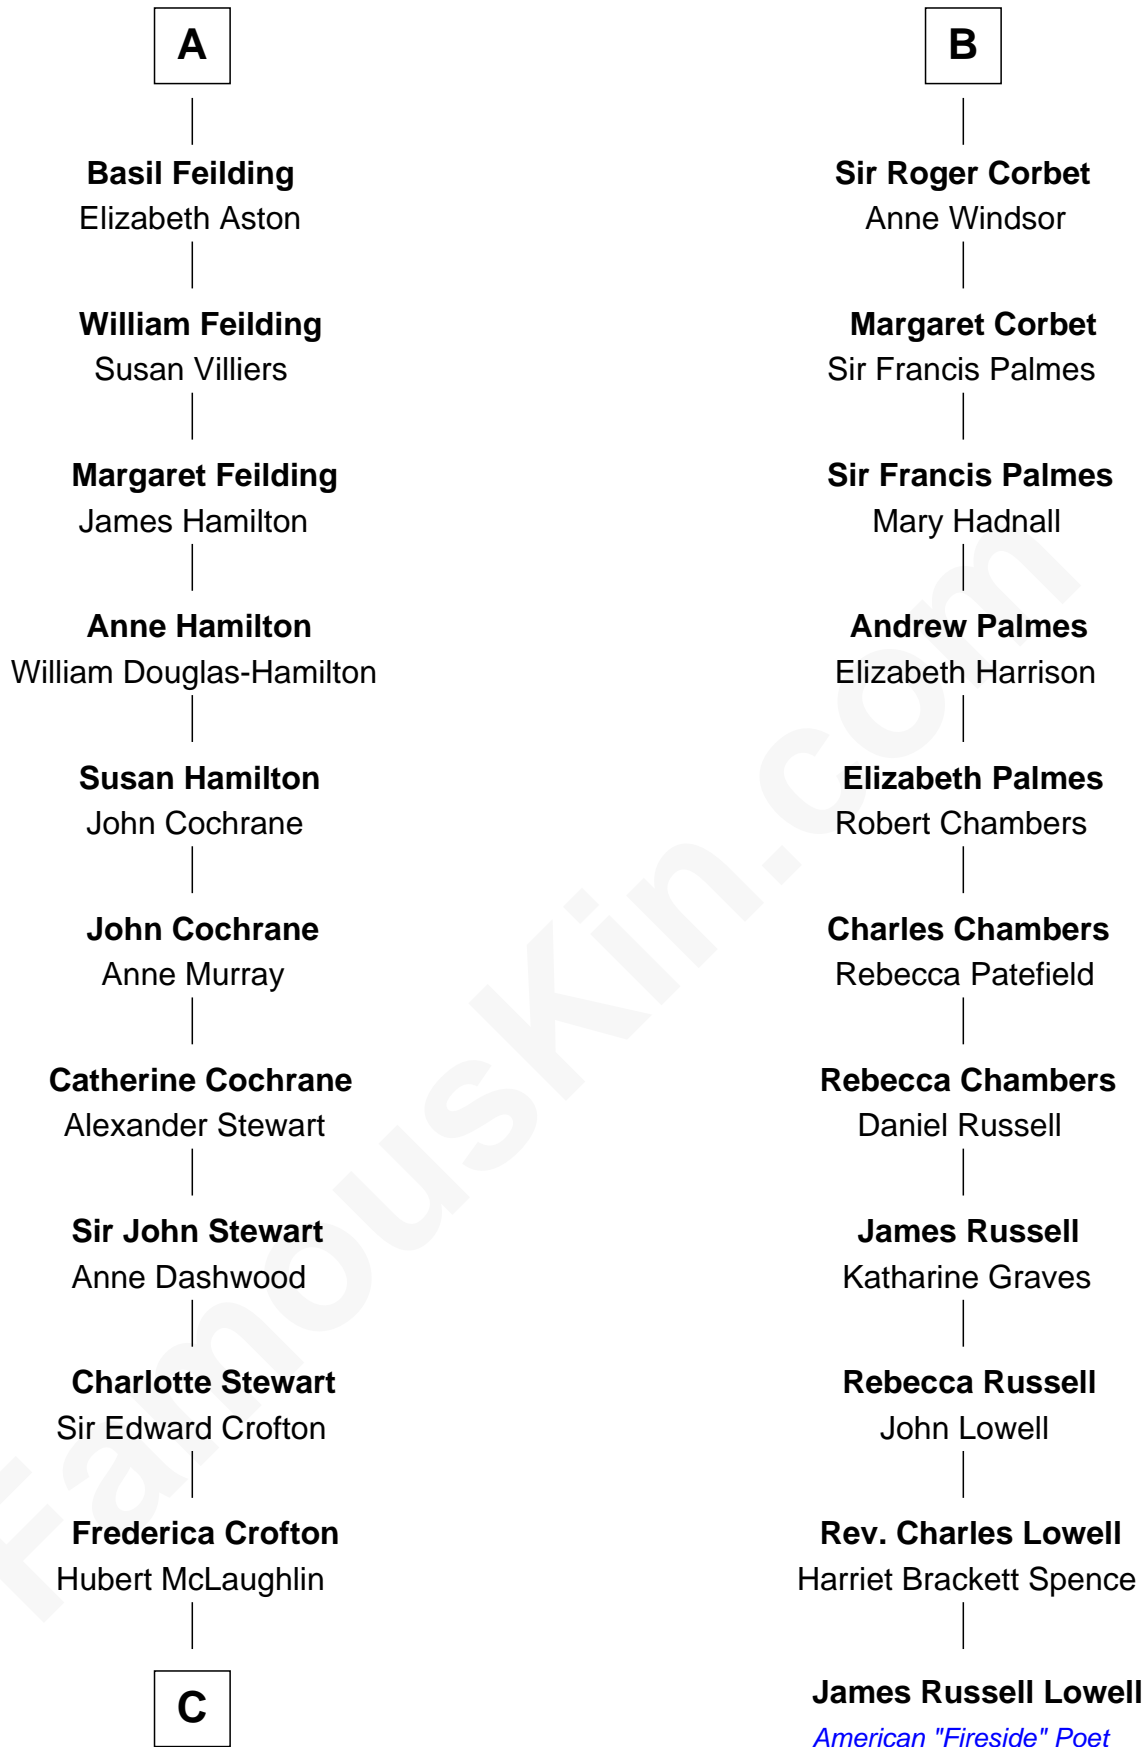 A
Basil Feilding
Elizabeth Aston
William Feilding
Susan Villiers
Margaret Feilding
James Hamilton
Anne Hamilton
William Douglas-Hamilton
Susan Hamilton
John Cochrane
John Cochrane
Anne Murray
Catherine Cochrane
Alexander Stewart
Sir John Stewart
Anne Dashwood
Charlotte Stewart
Sir Edward Crofton
Frederica Crofton
Hubert McLaughlin
C
B
Sir Roger Corbet
Anne Windsor
Margaret Corbet
Sir Francis Palmes
Sir Francis Palmes
Mary Hadnall
Andrew Palmes
Elizabeth Harrison
Elizabeth Palmes
Robert Chambers
Charles Chambers
Rebecca Patefield
Rebecca Chambers
Daniel Russell
James Russell
Katharine Graves
Rebecca Russell
John Lowell
Rev. Charles Lowell
Harriet Brackett Spence
James Russell Lowell
American "Fireside" Poet
FamousKin.com